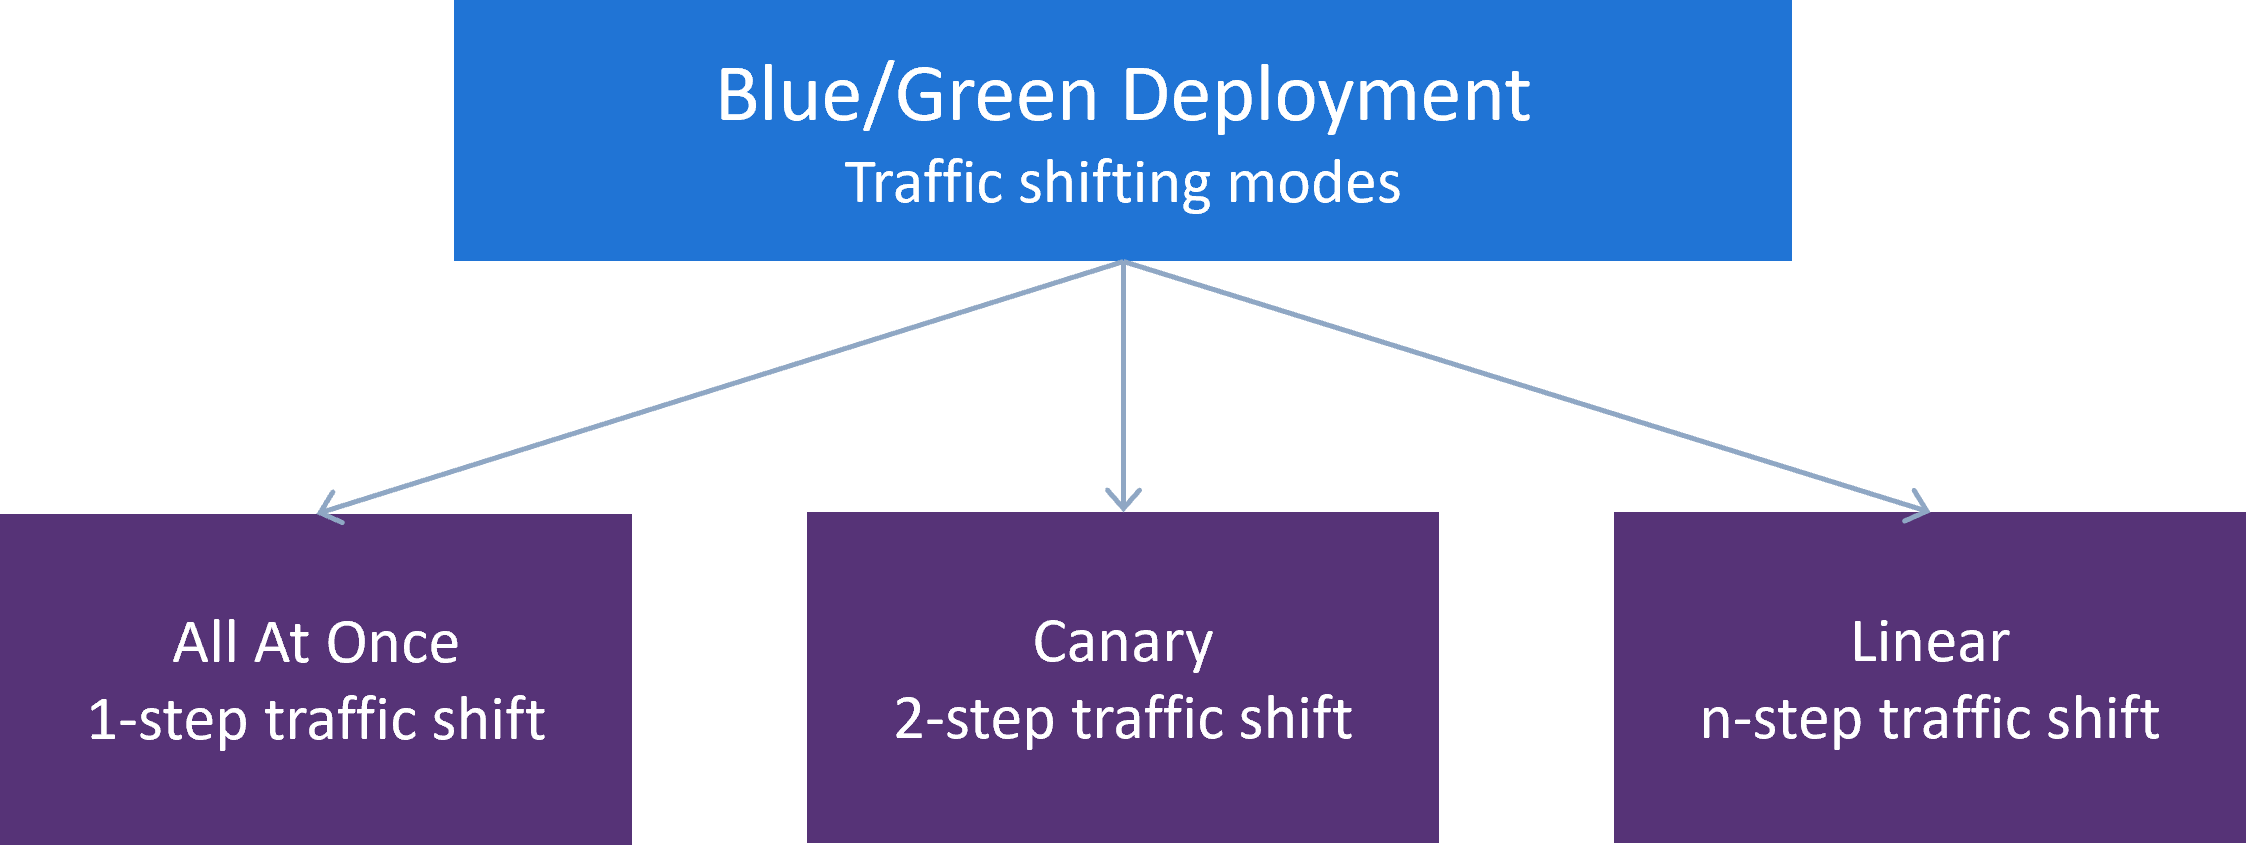 Blue/Green Deployment
Traffic shifting modes
All At Once
1-step traffic shift
Canary
2-step traffic shift
Linear
n-step traffic shift